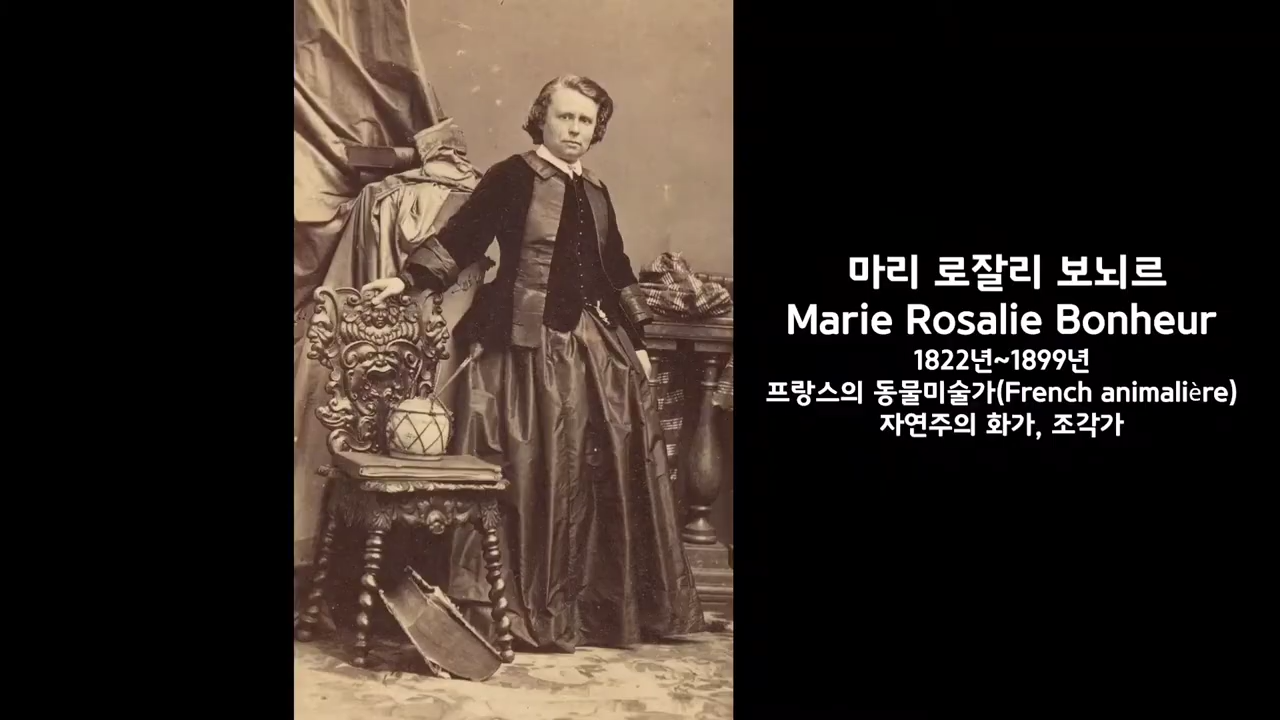 마리 로잘리 보뇌르
Marie Rosalie Bonheur
1822년~1899년
프랑스의 동물미술가(French animalière)
자연주의 화가, 조각가